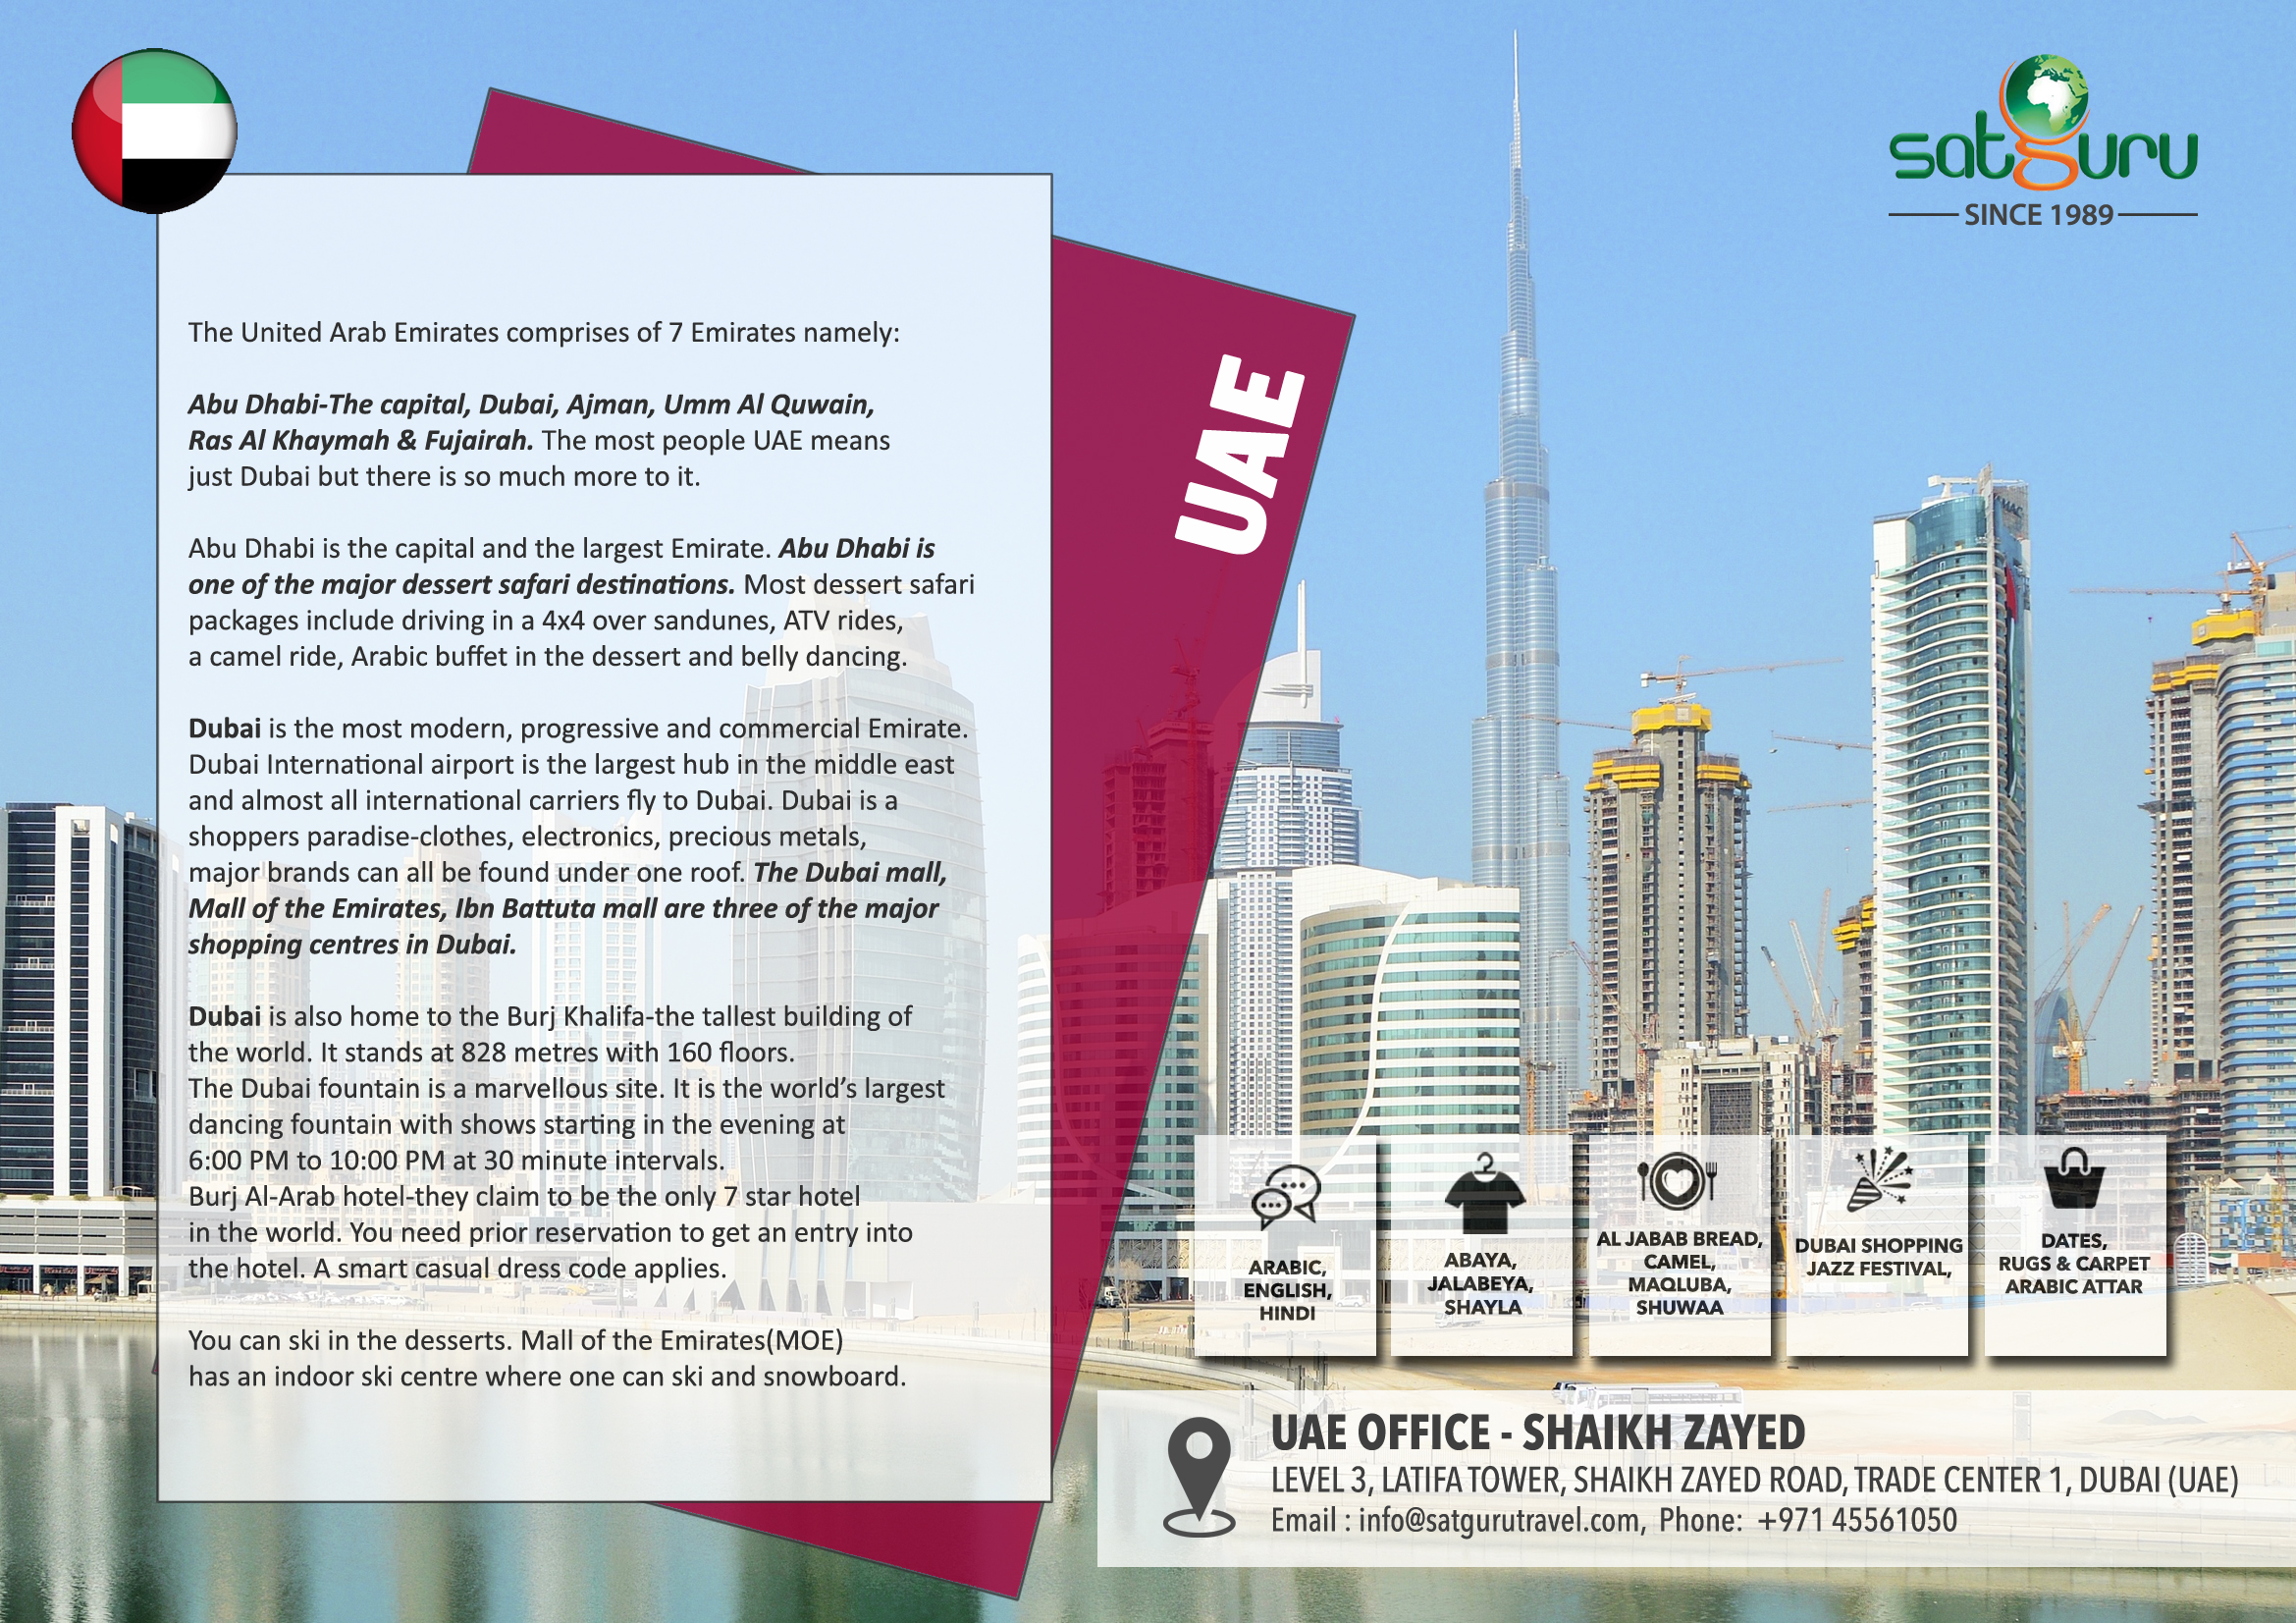 satguru
SINCE 1989
UAE
The United Arab Emirates comprises of 7 Emirates namely:
Abu Dhabi-The capital, Dubai, Ajman, Umm Al Quwain,
Ras Al Khaymah & Fujairah. The most people UAE means
just Dubai but there is so much more to it.
Abu Dhabi is the capital and the largest Emirate. Abu Dhabi is
one of the major dessert safari destinations. Most dessert safari
packages include driving in a 4x4 over sandunes, ATV rides,
a camel ride, Arabic buffet in the dessert and belly dancing.
Dubai is the most modern, progressive and commercial Emirate.
Dubai International airport is the largest hub in the middle east
and almost all international carriers fly to Dubai. Dubai is a
shoppers paradise-clothes, electronics, precious metals,
major brands can all be found under one roof. The Dubai mall,
Mall of the Emirates, Ibn Battuta mall are three of the major
shopping centres in Dubai.
Dubai is also home to the Burj Khalifa-the tallest building of
the world. It stands at 828 metres with 160 floors.
The Dubai fountain is a marvellous site. It is the world’s largest
dancing fountain with shows starting in the evening at
6:00 PM to 10:00 PM at 30 minute intervals.
Burj Al-Arab hotel-they claim to be the only 7 star hotel
in the world. You need prior reservation to get an entry into
the hotel. A smart casual dress code applies.
You can ski in the desserts. Mall of the Emirates(MOE)
has an indoor ski centre where one can ski and snowboard.
ARABIC,
ENGLISH,
HINDI
ABAYA,
JALABEYA,
SHAYLA
AL JABAB BREAD,
CAMEL,
MAQLUBA,
SHUWAA
DUBAI SHOPPING
JAZZ FESTIVAL,
DATES,
RUGS & CARPET
ARABIC ATTAR
UAE OFFICE - SHAIKH ZAYED
LEVEL 3, LATIFA TOWER, SHAIKH ZAYED ROAD, TRADE CENTER 1, DUBAI (UAE)
Email : info@satgurutravel.com, Phone: +971 45561050